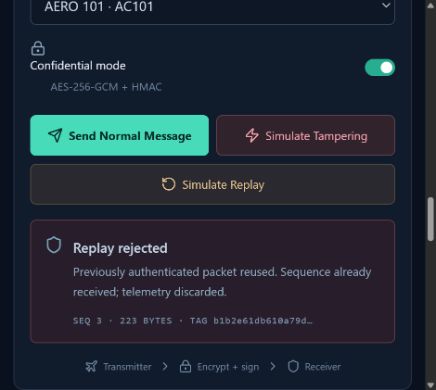 AERO 101 · AC101
Confidential mode
AES-256-GCM + HMAC
Send Normal Message
Simulate Tampering
Simulate Replay
Replay rejected
Previously authenticated packet reused. Sequence already
received; telemetry discarded.
SEQ 3 · 223 BYTES · TAG b1b2e61db610a79d…
Transmitter > Encrypt + sign > Receiver